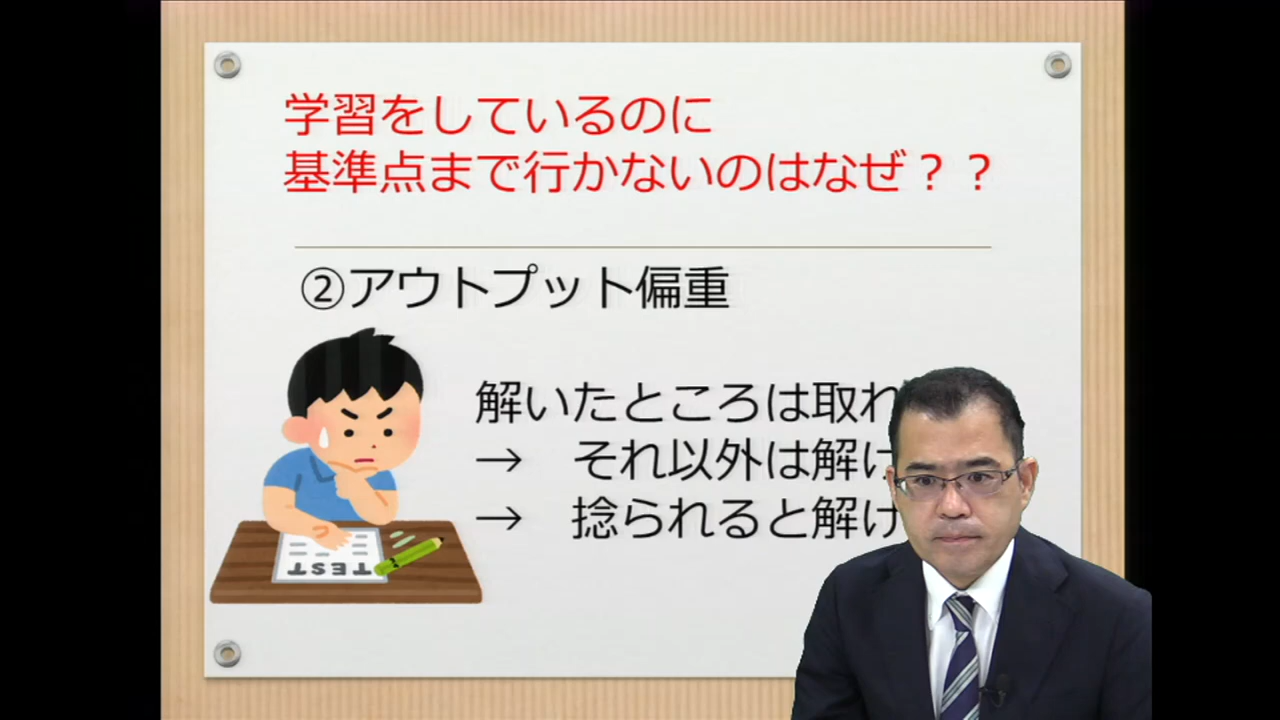 学習をしているのに
基準点まで行かないのはなぜ？？
②アウトプット偏重
解いたところは取れ
→　それ以外は解け
→　捻られると解け
TEST